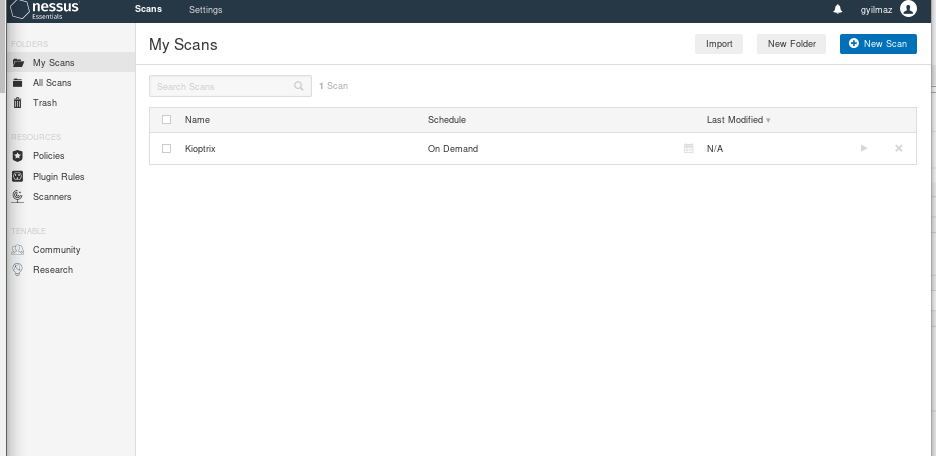 nessus
Essentials
Scans
Settings
gyilmaz
FOLDERS
My Scans
All Scans
Trash
RESOURCES
Policies
Plugin Rules
Scanners
TENABLE
Community
Research
My Scans
Import
New Folder
New Scan
Search Scans
1 Scan
Name Schedule Last Modified
Kioptrix On Demand N/A